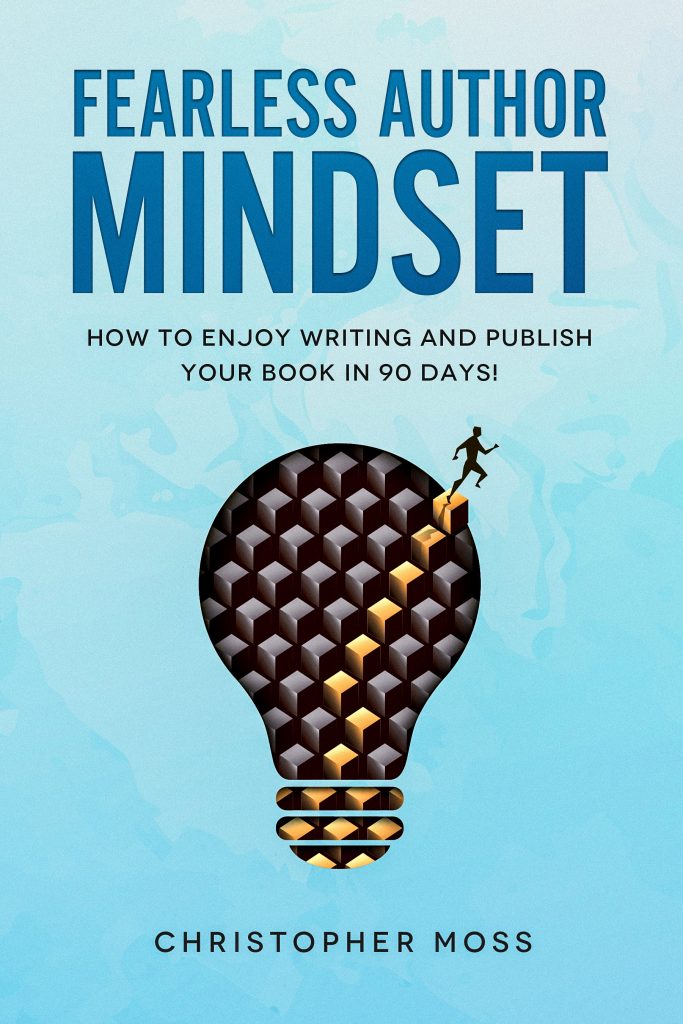 FEARLESS AUTHOR
MINDSET
HOW TO ENJOY WRITING AND PUBLISH
YOUR BOOK IN 90 DAYS!
CHRISTOPHER MOSS